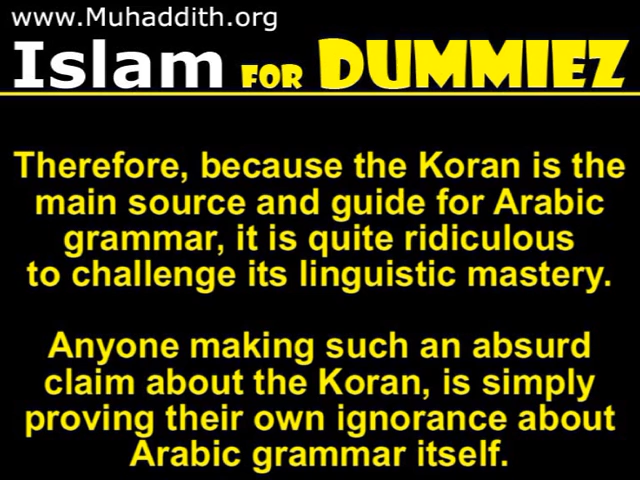 www.Muhaddith.org
Islam FOR DUMMIEZ
Therefore, because the Koran is the
main source and guide for Arabic
grammar, it is quite ridiculous
to challenge its linguistic mastery.
Anyone making such an absurd
claim about the Koran, is simply
proving their own ignorance about
Arabic grammar itself.